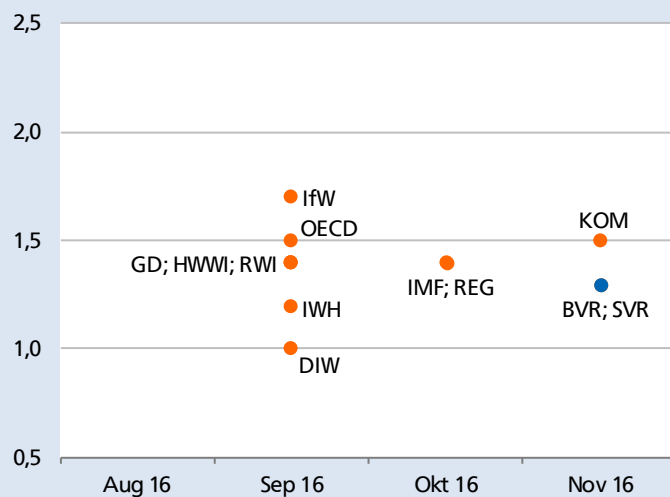 2,5
2,0
IfW
OECD
KOM
1,5
GD; HWWI; RWI
IMF; REG
IWH
BVR; SVR
1,0
DIW
0,5
Aug 16 Sep 16 Okt 16 Nov 16